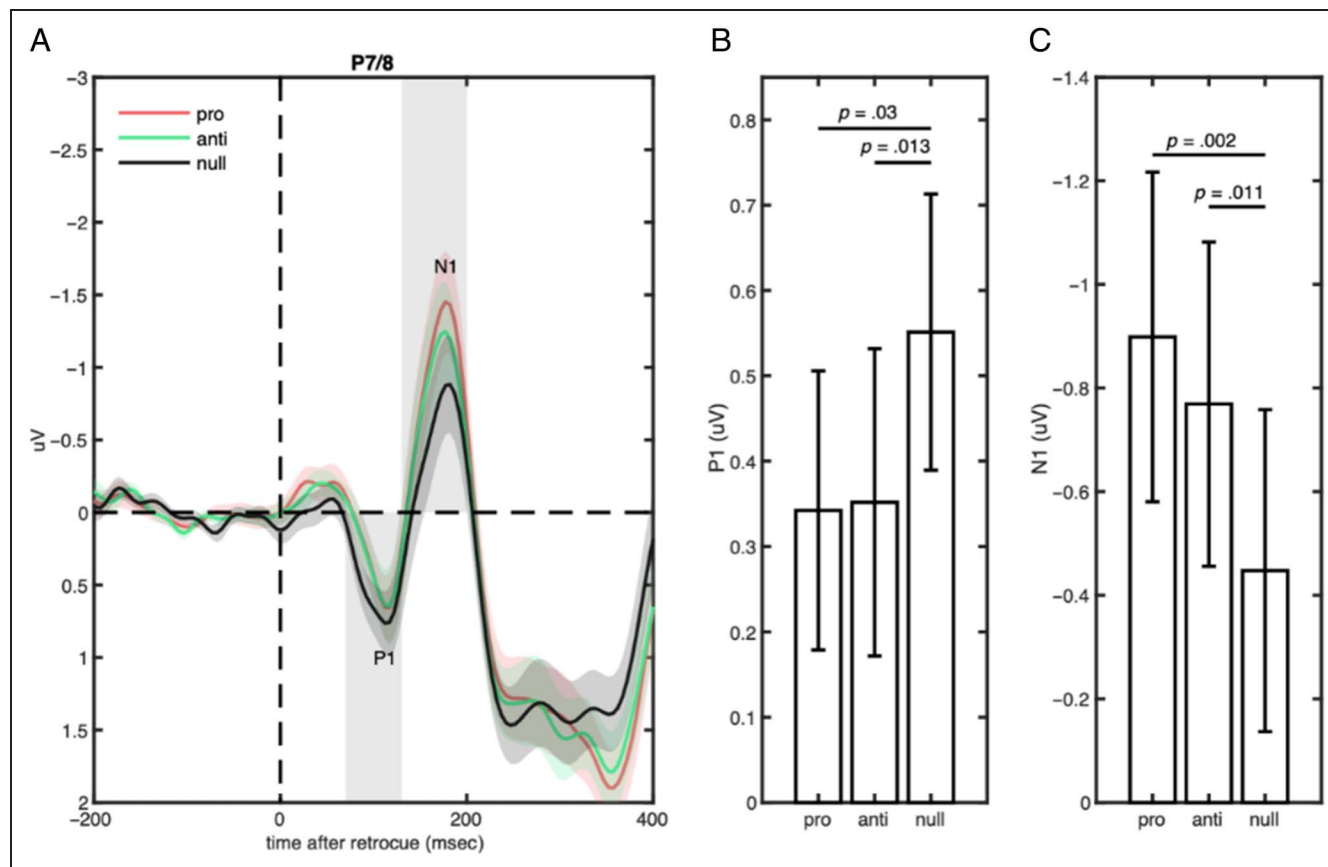 A
P7/8
-3
-2.5
-2
-1.5
-1
-0.5
0
0.5
1
1.5
2
uV
pro
anti
null
N1
P1
-200
0
200
400
time after retrocue (msec)
B
0.8
0.7
0.6
0.5
0.4
0.3
0.2
0.1
0
P1 (uV)
p = .03
p = .013
pro anti null
C
-1.4
-1.2
-1
-0.8
-0.6
-0.4
-0.2
0
N1 (uV)
p = .002
p = .011
pro anti null